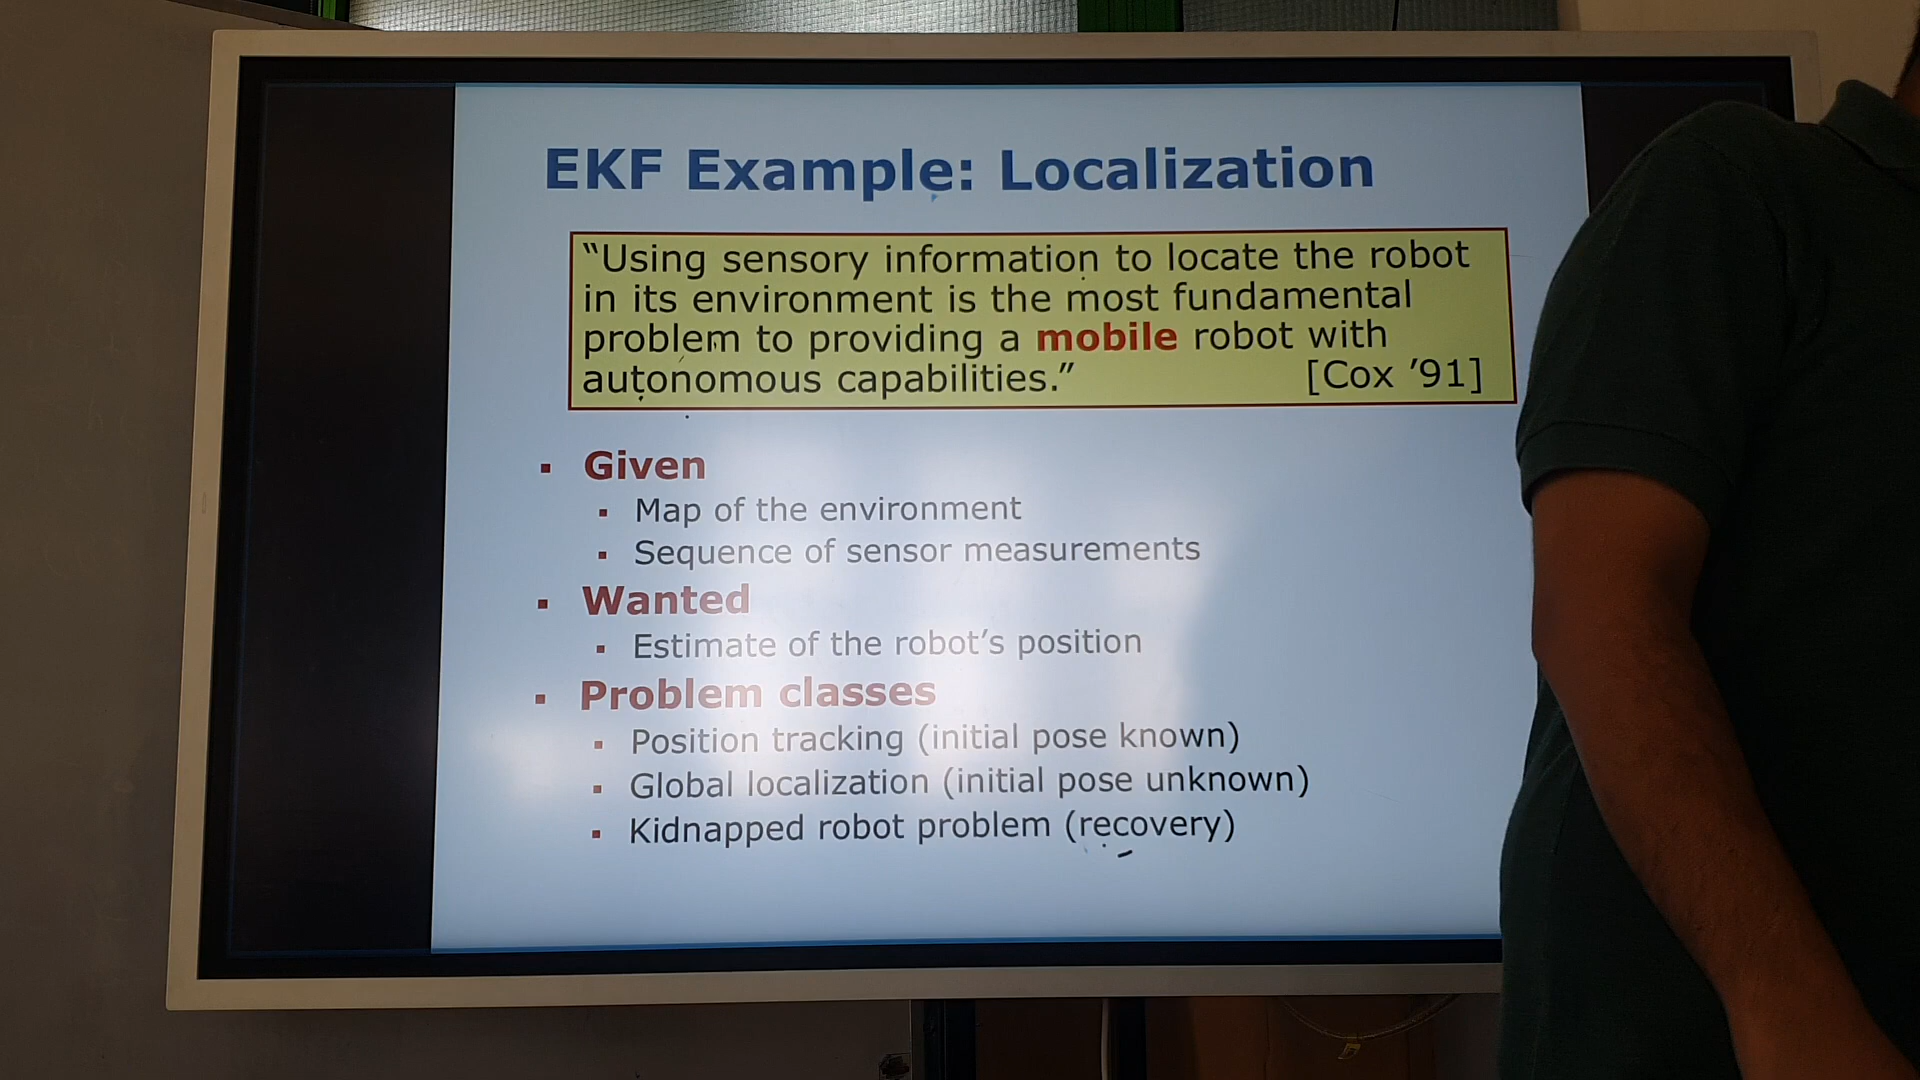 EKF Example: Localization
“Using sensory information to locate the robot
in its environment is the most fundamental
problem to providing a mobile robot with
autonomous capabilities.” [Cox ’91]
▪ Given
▪ Map of the environment
▪ Sequence of sensor measurements
▪ Wanted
▪ Estimate of the robot’s position
▪ Problem classes
▪ Position tracking (initial pose known)
▪ Global localization (initial pose unknown)
▪ Kidnapped robot problem (recovery)